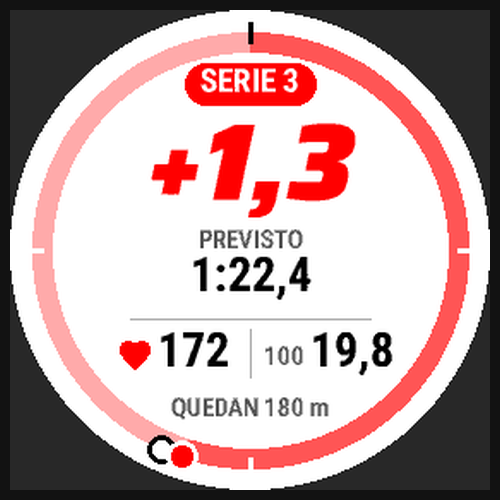 SERIE 3
+1,3
PREVISTO
1:22,4
172 100 19,8
QUEDAN 180 m